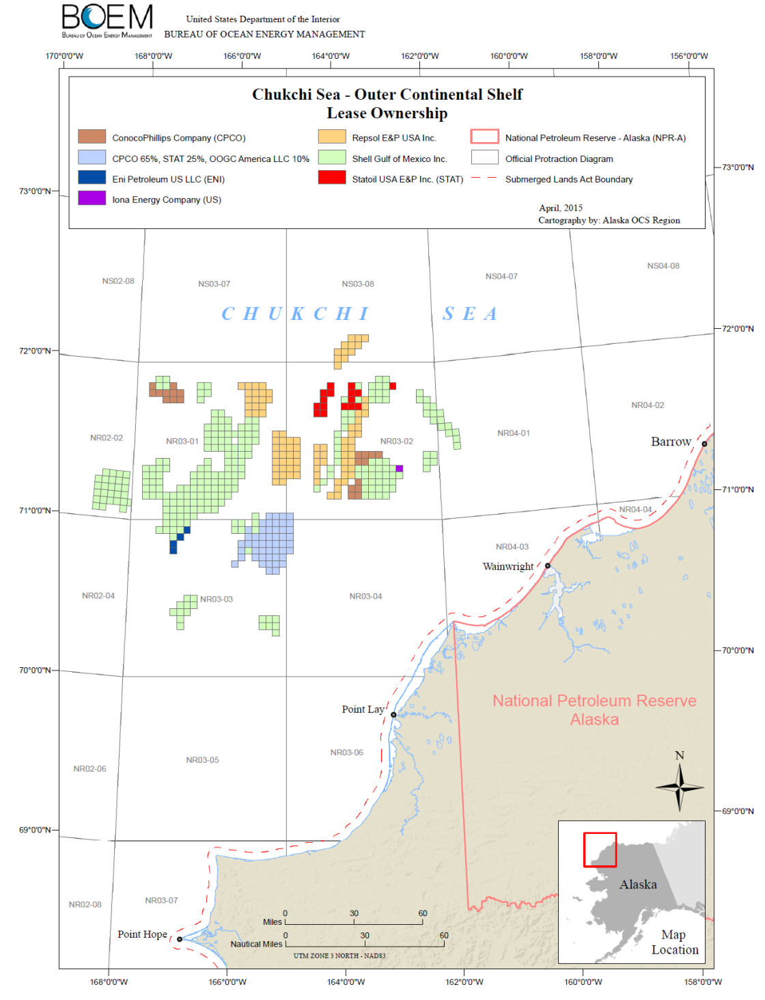 BOEM
BUREAU OF OCEAN ENERGY MANAGEMENT
United States Department of the Interior
BUREAU OF OCEAN ENERGY MANAGEMENT
170°0'0"W 168°0'0"W 166°0'0"W 164°0'0"W 162°0'0"W 160°0'0"W 158°0'0"W 156°0'0"W
Chukchi Sea - Outer Continental Shelf
Lease Ownership
ConocoPhillips Company (CPCO)
CPCO 65%, STAT 25%, OOGC America LLC 10%
Eni Petroleum US LLC (ENI)
Iona Energy Company (US)
Repsol E&P USA Inc.
Shell Gulf of Mexico Inc.
Statoil USA E&P Inc. (STAT)
National Petroleum Reserve - Alaska (NPR-A)
Official Protraction Diagram
Submerged Lands Act Boundary
April, 2015
Cartography by: Alaska OCS Region
73°0'0"N
73°0'0"N
NS02-08
NS03-07
NS03-08
NS04-07
NS04-08
CHUKCHI SEA
72°0'0"N
72°0'0"N
NR02-02
NR03-01
NR03-02
NR04-01
NR04-02
Barrow
71°0'0"N
71°0'0"N
NR04-04
NR04-03
Wainwright
NR02-04
NR03-03
NR03-04
70°0'0"N
70°0'0"N
National Petroleum Reserve
Alaska
Point Lay
NR02-06
NR03-05
NR03-06
N
69°0'0"N
69°0'0"N
Alaska
Map
Location
NR02-08
NR03-07
Point Hope
0 30 60
Miles
0 30 60
Nautical Miles
UTM ZONE 3 NORTH - NAD83
168°0'0"W 166°0'0"W 164°0'0"W 162°0'0"W 160°0'0"W 158°0'0"W